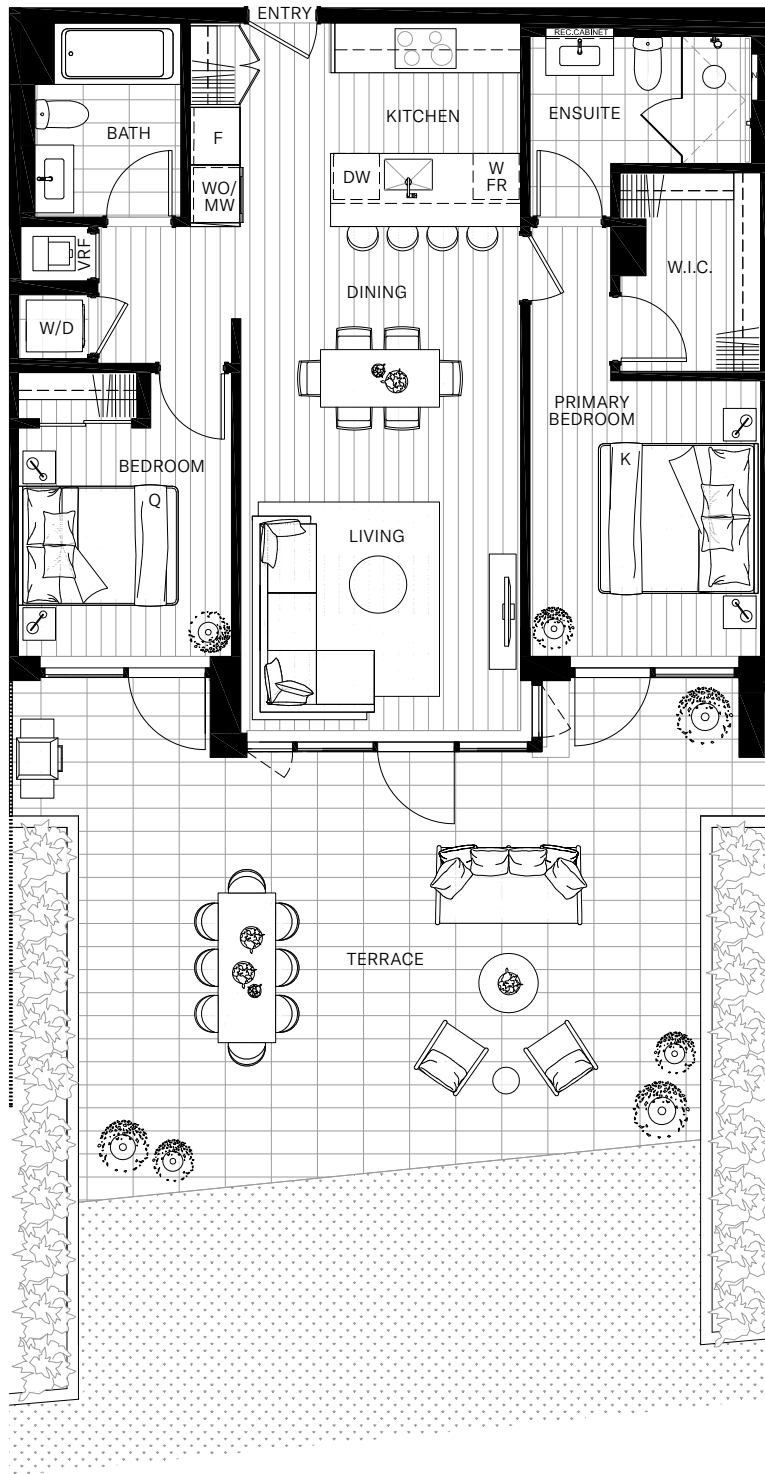 ENTRY
REC.CABINET
KITCHEN
ENSUITE
BATH
F
WO/
MW
DW
W
FR
VRF
W.I.C.
DINING
W/D
PRIMARY
BEDROOM
BEDROOM
K
Q
LIVING
TERRACE